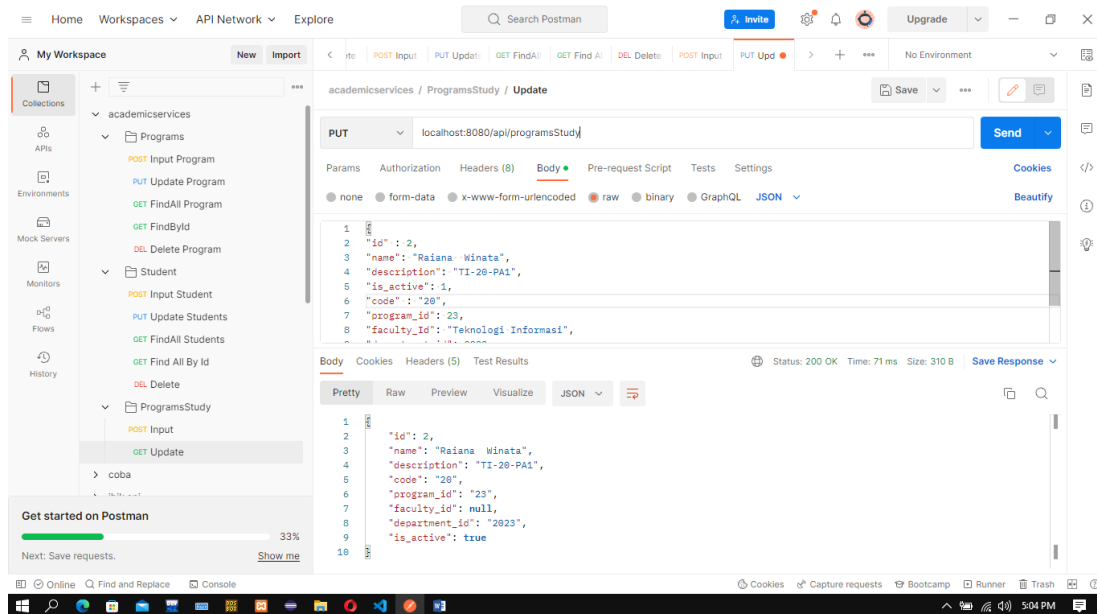 Home Workspaces API Network Explore Search Postman Invite Upgrade
My Workspace New Import
POST Input PUT Update GET FindAll GET Find Al DEL Delete POST Input PUT Upd No Environment
Collections
APIs
Environments
Mock Servers
Monitors
Flows
History
academicservices
Programs
POST Input Program
PUT Update Program
GET FindAll Program
GET FindById
DEL Delete Program
Student
POST Input Student
PUT Update Students
GET FindAll Students
GET Find All By Id
DEL Delete
ProgramsStudy
POST Input
GET Update
coba
Get started on Postman
33%
Next: Save requests. Show me
academicservices / ProgramsStudy / Update Save
PUT localhost:8080/api/programsStudy Send
Params Authorization Headers (8) Body Pre-request Script Tests Settings Cookies
none form-data x-www-form-urlencoded raw binary GraphQL JSON Beautify
1 {
2 "id" : 2,
3 "name": "Raiana Winata",
4 "description": "TI-20-PA1",
5 "is_active": 1,
6 "code" : "20",
7 "program_id": 23,
8 "faculty_Id": "Teknologi Informasi",
Body Cookies Headers (5) Test Results Status: 200 OK Time: 71 ms Size: 310 B Save Response
Pretty Raw Preview Visualize JSON
1 {
2 "id": 2,
3 "name": "Raiana Winata",
4 "description": "TI-20-PA1",
5 "code": "20",
6 "program_id": "23",
7 "faculty_id": null,
8 "department_id": "2023",
9 "is_active": true
10 }
Online Find and Replace Console Cookies Capture requests Bootcamp Runner Trash
5:04 PM